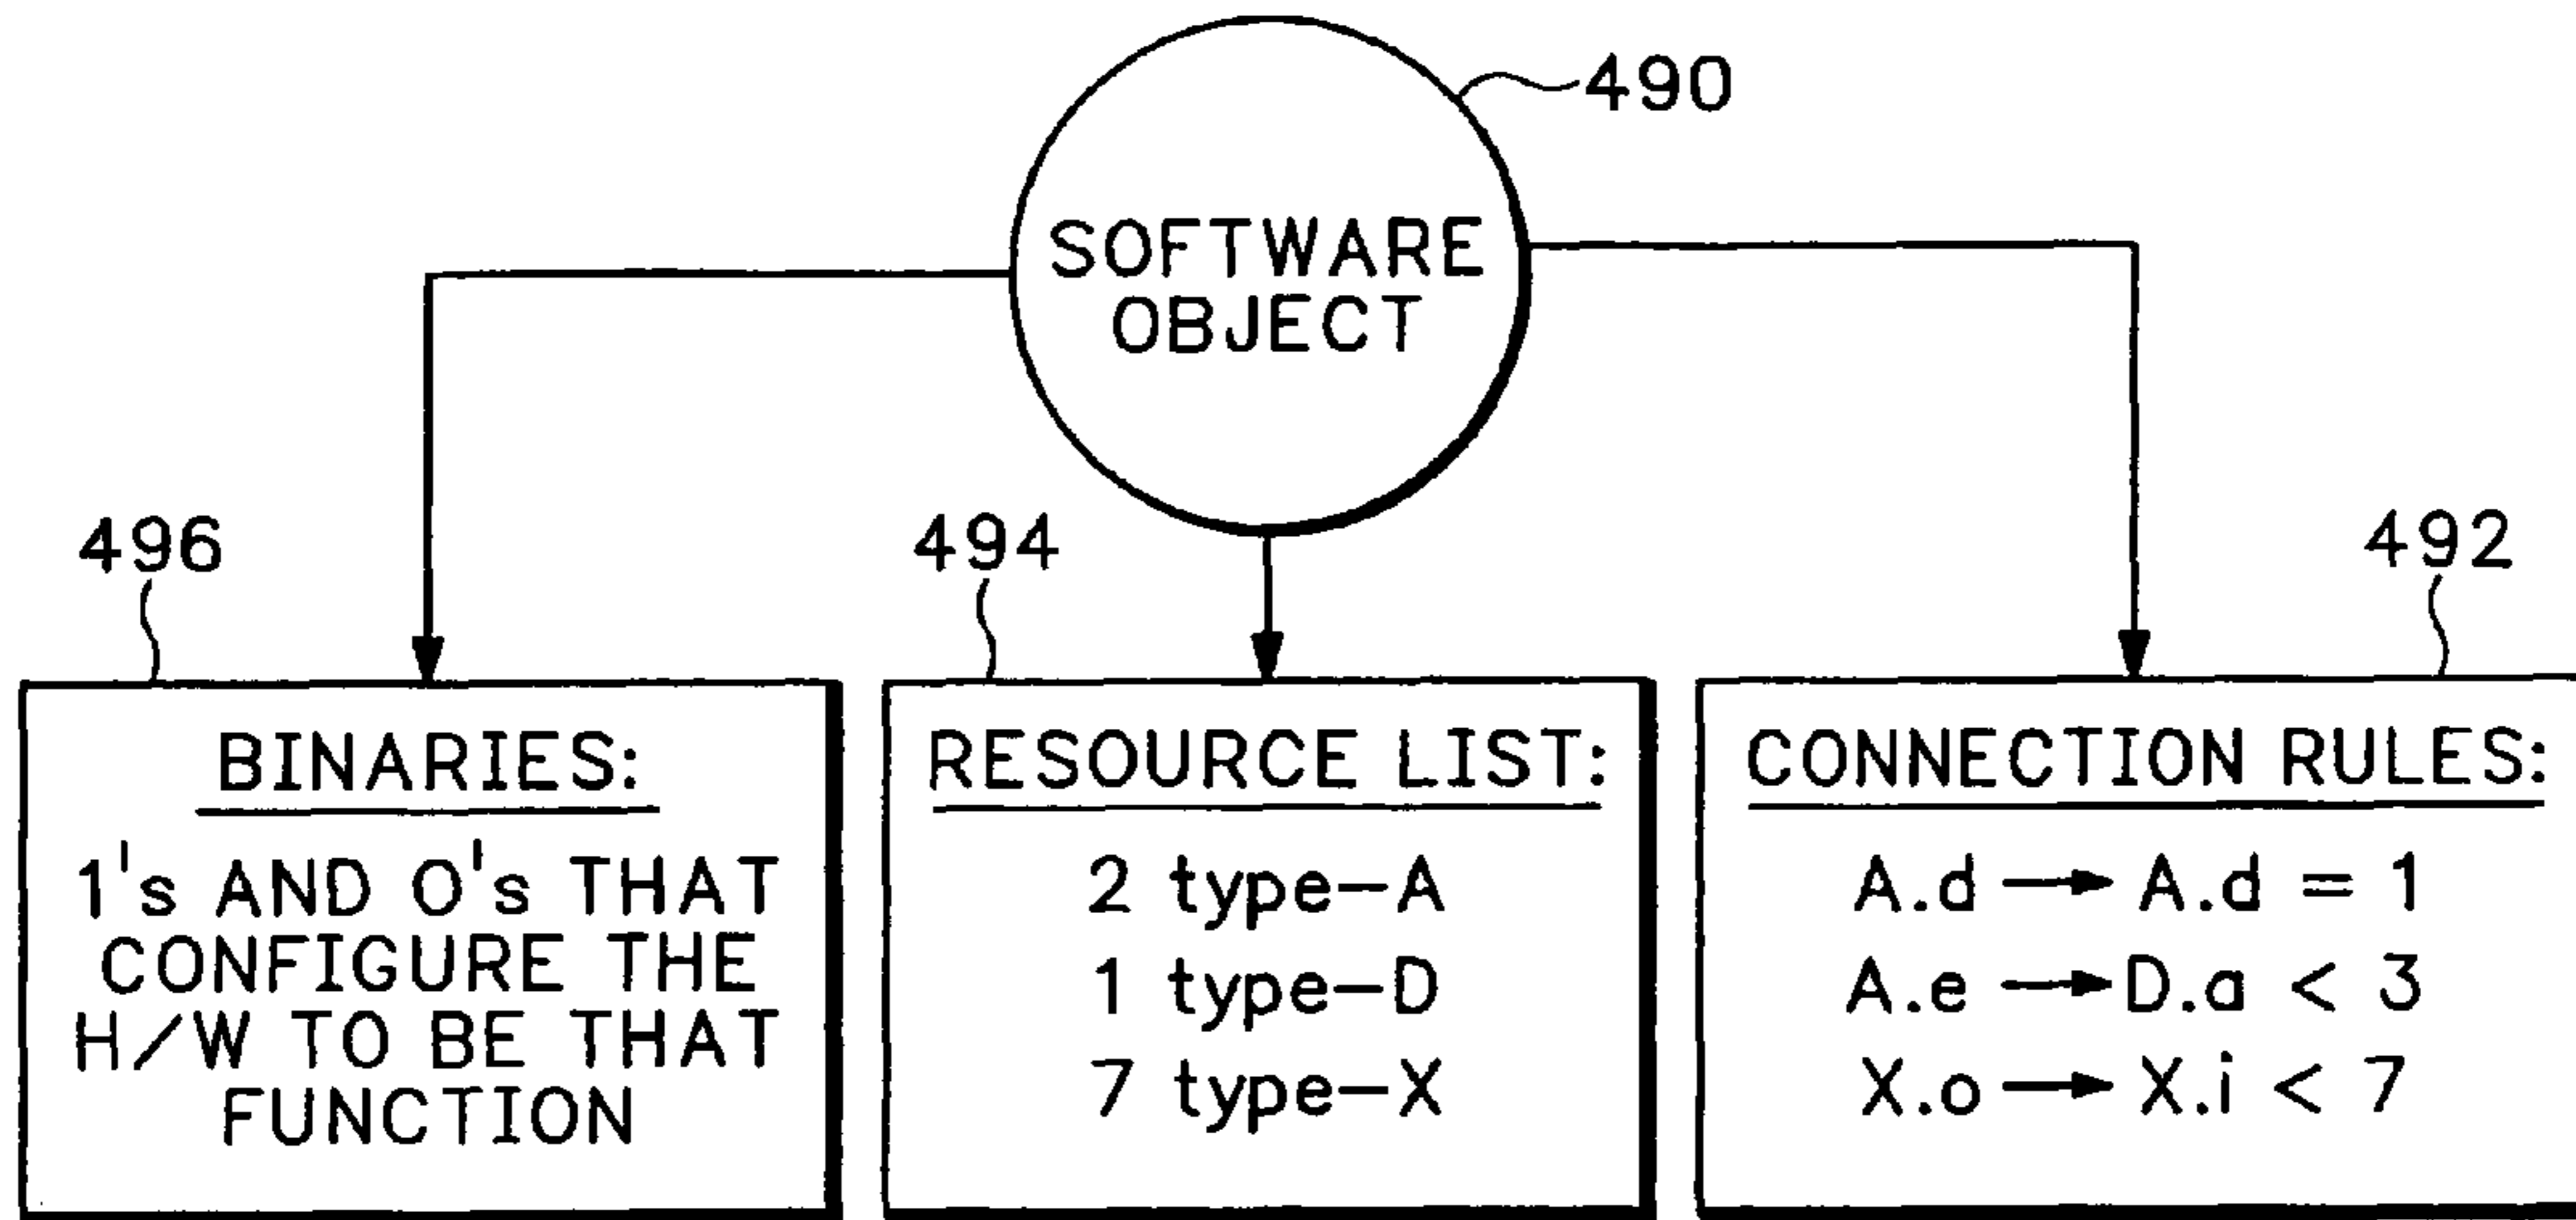 490
SOFTWARE
OBJECT
496
BINARIES:
1's AND 0's THAT
CONFIGURE THE
H/W TO BE THAT
FUNCTION
494
RESOURCE LIST:
2 type-A
1 type-D
7 type-X
492
CONNECTION RULES:
A.d → A.d = 1
A.e → D.a < 3
X.o → X.i < 7